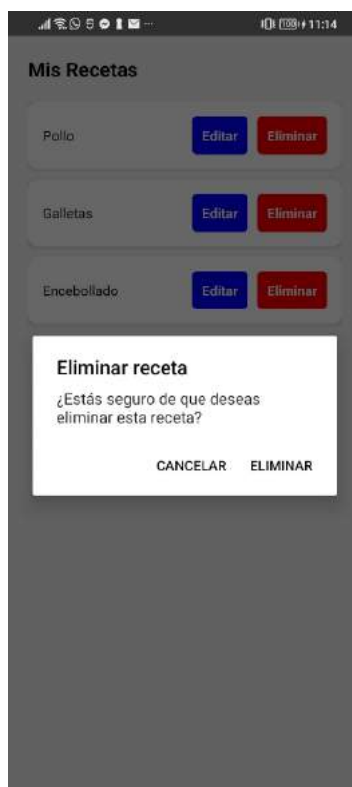 11:14
Mis Recetas
Pollo Editar Eliminar
Galletas Editar Eliminar
Encebollado Editar Eliminar
Eliminar receta
¿Estás seguro de que deseas
eliminar esta receta?
CANCELAR ELIMINAR